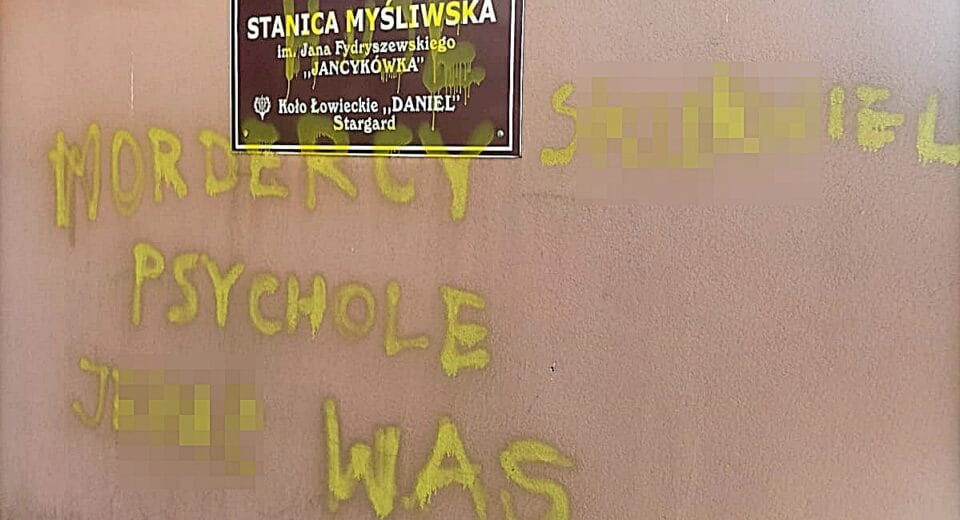 STANICA MYŚLIWSKA
im. Jana Fydryszewskiego
„JANCYKÓWKA”
Koło Łowieckie „DANIEL”
Stargard
MORDERCY
PSYCHOLE
WAS